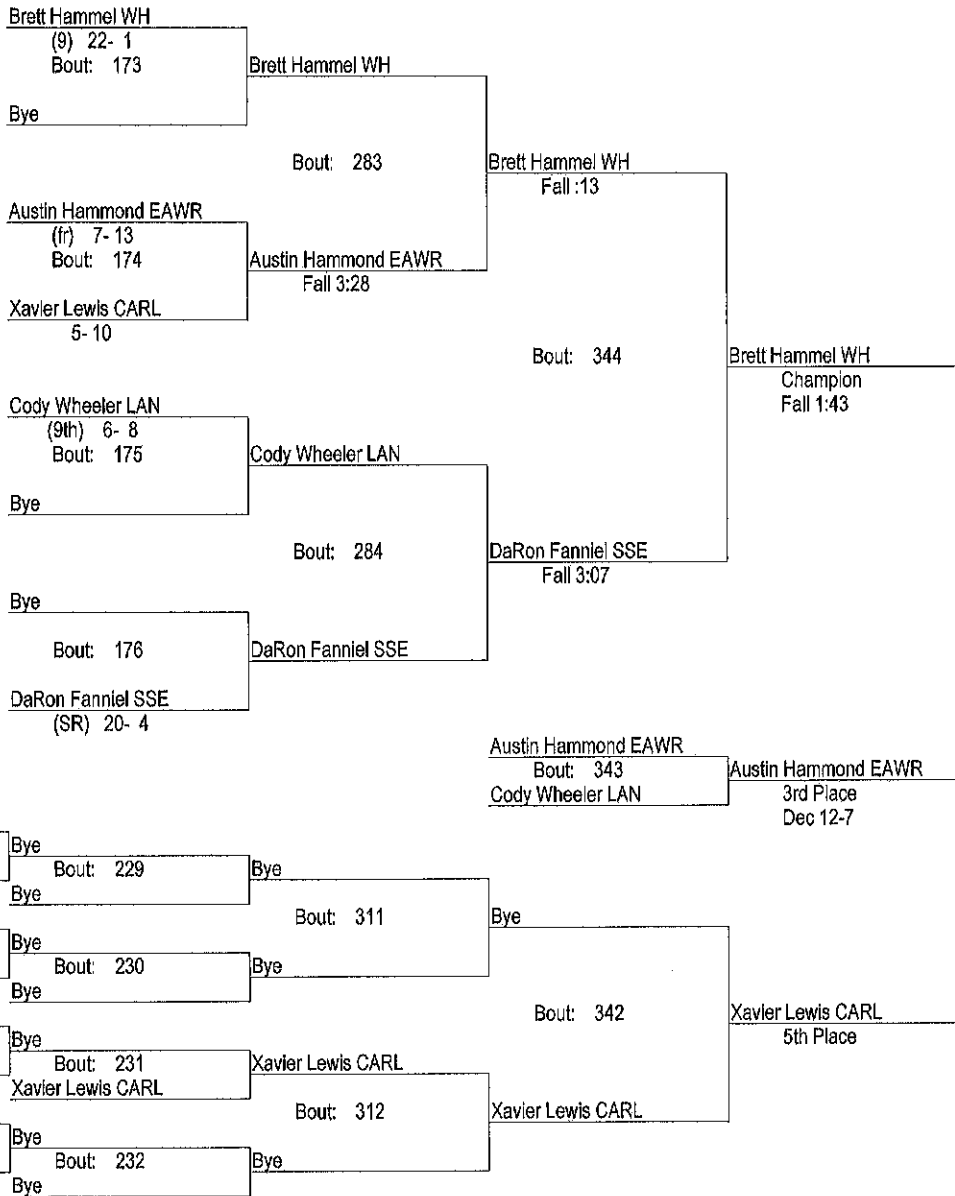 Brett Hammel WH
(9) 22- 1
Bout: 173
Brett Hammel WH
Bye
Bout: 283
Brett Hammel WH
Fall :13
Austin Hammond EAWR
(fr) 7- 13
Bout: 174
Austin Hammond EAWR
Fall 3:28
Xavier Lewis CARL
5- 10
Bout: 344
Brett Hammel WH
Champion
Fall 1:43
Cody Wheeler LAN
(9th) 6- 8
Bout: 175
Cody Wheeler LAN
Bye
Bout: 284
DaRon Fanniel SSE
Fall 3:07
Bye
Bout: 176
DaRon Fanniel SSE
DaRon Fanniel SSE
(SR) 20- 4
Austin Hammond EAWR
Bout: 343
Cody Wheeler LAN
Austin Hammond EAWR
3rd Place
Dec 12-7
Bye
Bout: 229
Bye
Bye
Bout: 311
Bye
Bye
Bout: 230
Bye
Bye
Bout: 342
Xavier Lewis CARL
5th Place
Bye
Bout: 231
Xavier Lewis CARL
Xavier Lewis CARL
Bout: 312
Xavier Lewis CARL
Bye
Bout: 232
Bye
Bye